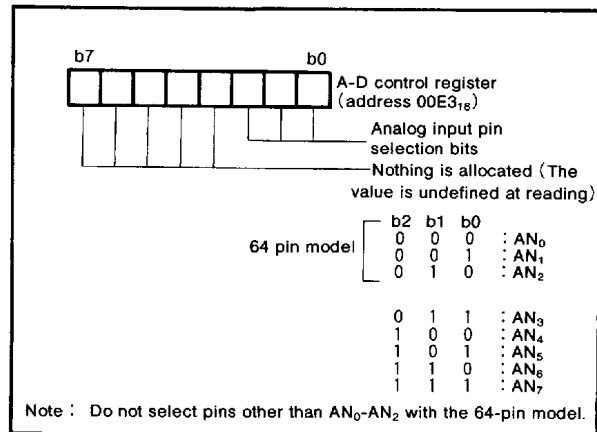 b7 b0
A-D control register
(address 00E3₁₆)
Analog input pin
selection bits
Nothing is allocated (The
value is undefined at reading)
b2 b1 b0
64 pin model
0 0 0 : AN₀
0 0 1 : AN₁
0 1 0 : AN₂
0 1 1 : AN₃
1 0 0 : AN₄
1 0 1 : AN₅
1 1 0 : AN₆
1 1 1 : AN₇
Note : Do not select pins other than AN₀-AN₂ with the 64-pin model.